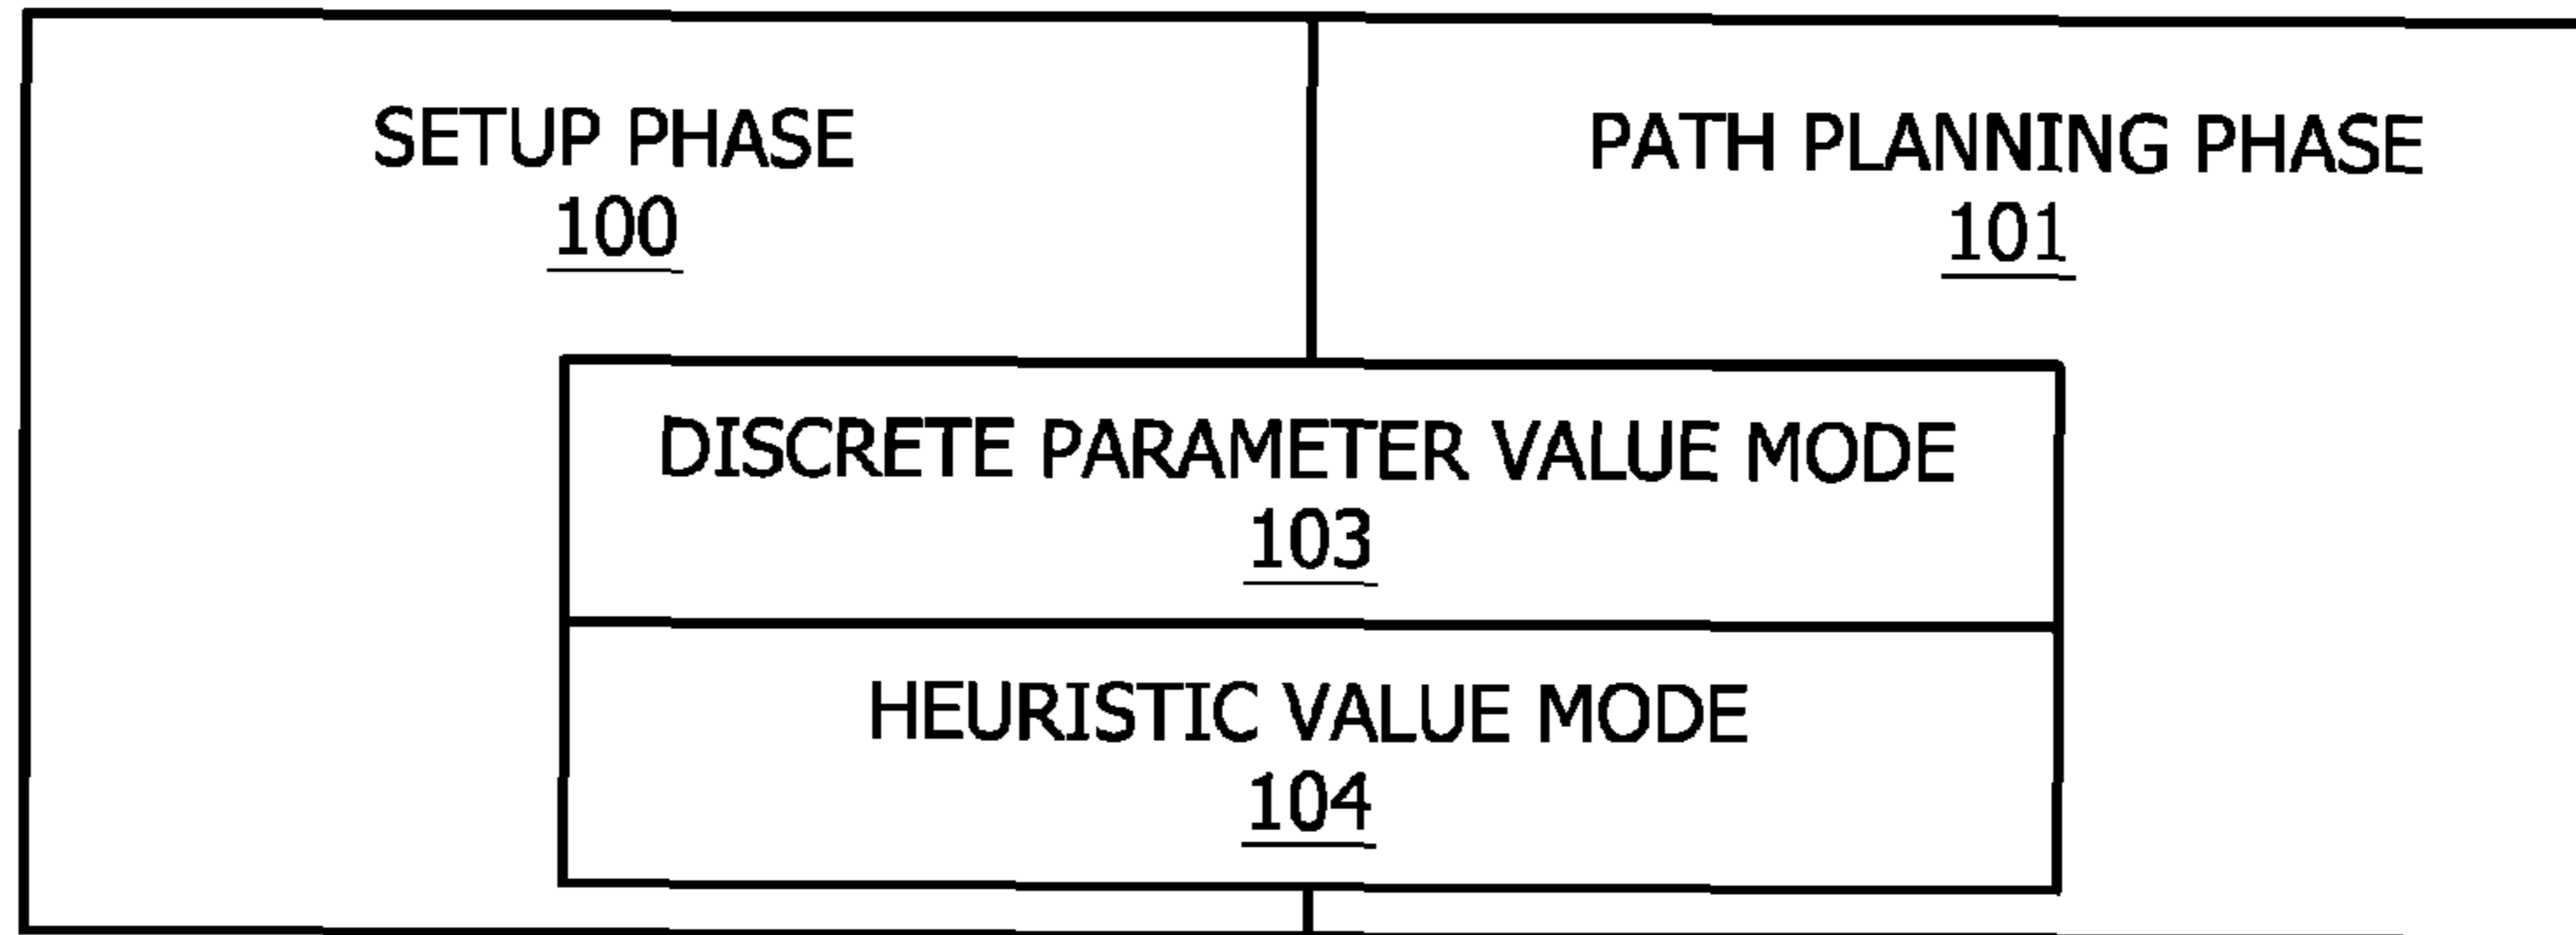 SETUP PHASE
100
PATH PLANNING PHASE
101
DISCRETE PARAMETER VALUE MODE
103
HEURISTIC VALUE MODE
104